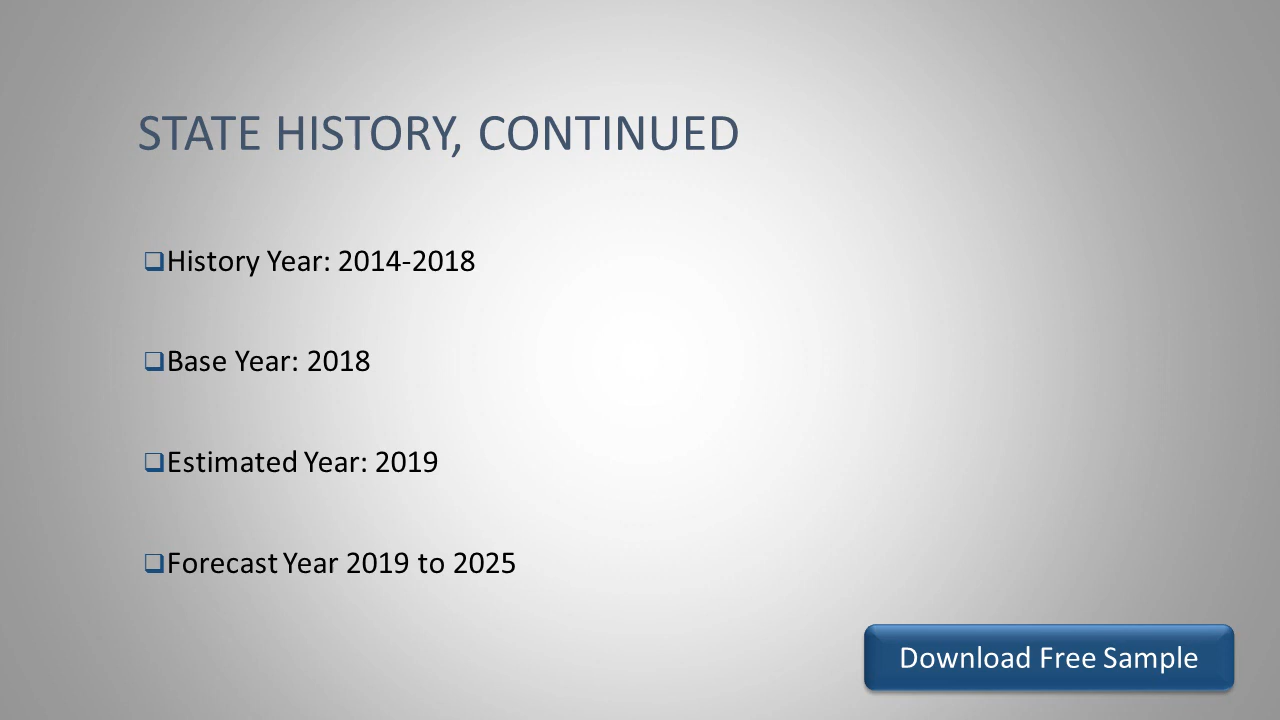 STATE HISTORY, CONTINUED
❑History Year: 2014-2018
❑Base Year: 2018
❑Estimated Year: 2019
❑Forecast Year 2019 to 2025
Download Free Sample